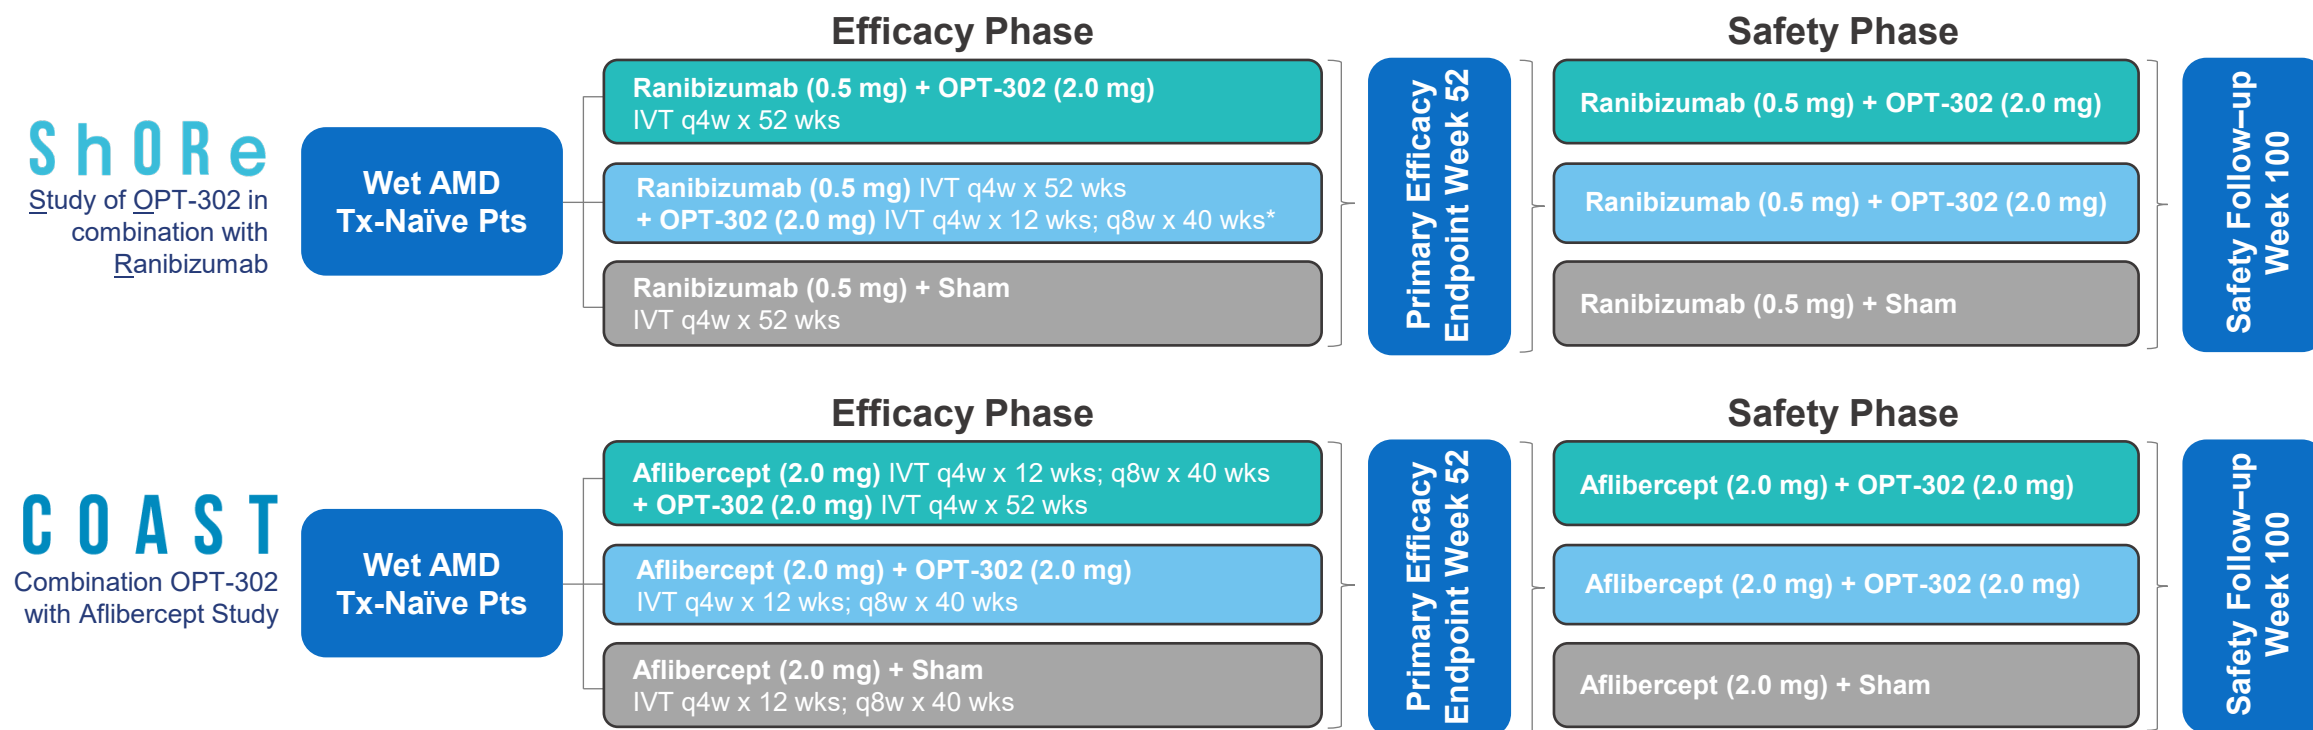 Efficacy Phase
Safety Phase
ShORe
Study of OPT-302 in
combination with
Ranibizumab
Wet AMD
Tx-Naïve Pts
Ranibizumab (0.5 mg) + OPT-302 (2.0 mg)
IVT q4w x 52 wks
Ranibizumab (0.5 mg) IVT q4w x 52 wks
+ OPT-302 (2.0 mg) IVT q4w x 12 wks; q8w x 40 wks*
Ranibizumab (0.5 mg) + Sham
IVT q4w x 52 wks
Primary Efficacy
Endpoint Week 52
Ranibizumab (0.5 mg) + OPT-302 (2.0 mg)
Ranibizumab (0.5 mg) + OPT-302 (2.0 mg)
Ranibizumab (0.5 mg) + Sham
Safety Follow–up
Week 100
Efficacy Phase
Safety Phase
COAST
Combination OPT-302
with Aflibercept Study
Wet AMD
Tx-Naïve Pts
Aflibercept (2.0 mg) IVT q4w x 12 wks; q8w x 40 wks
+ OPT-302 (2.0 mg) IVT q4w x 52 wks
Aflibercept (2.0 mg) + OPT-302 (2.0 mg)
IVT q4w x 12 wks; q8w x 40 wks
Aflibercept (2.0 mg) + Sham
IVT q4w x 12 wks; q8w x 40 wks
Primary Efficacy
Endpoint Week 52
Aflibercept (2.0 mg) + OPT-302 (2.0 mg)
Aflibercept (2.0 mg) + OPT-302 (2.0 mg)
Aflibercept (2.0 mg) + Sham
Safety Follow–up
Week 100